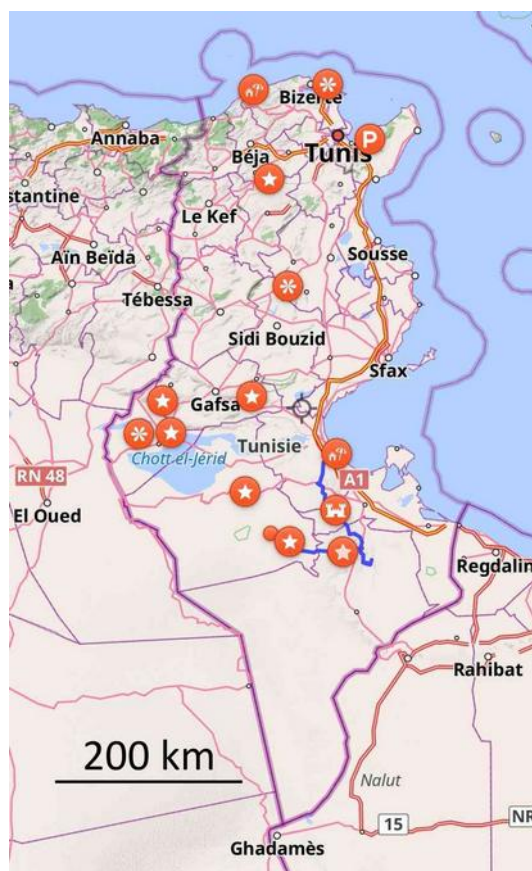 Bizerte
Annaba
P
Béja
Tunis
stantine
Le Kef
Aïn Beïda
Sousse
Tébessa
Sidi Bouzid
Sfax
Gafsa
Tunisie
Chott el-Jérid
RN 48
A1
El Oued
Regdalin
Rahibat
200 km
Nalut
15
NR
Ghadamès